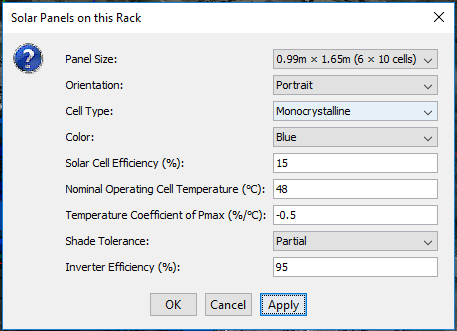 Solar Panels on this Rack
Panel Size: 0.99m × 1.65m (6 × 10 cells)
Orientation: Portrait
Cell Type: Monocrystalline
Color: Blue
Solar Cell Efficiency (%): 15
Nominal Operating Cell Temperature (°C): 48
Temperature Coefficient of Pmax (%/°C): -0.5
Shade Tolerance: Partial
Inverter Efficiency (%): 95
OK Cancel Apply